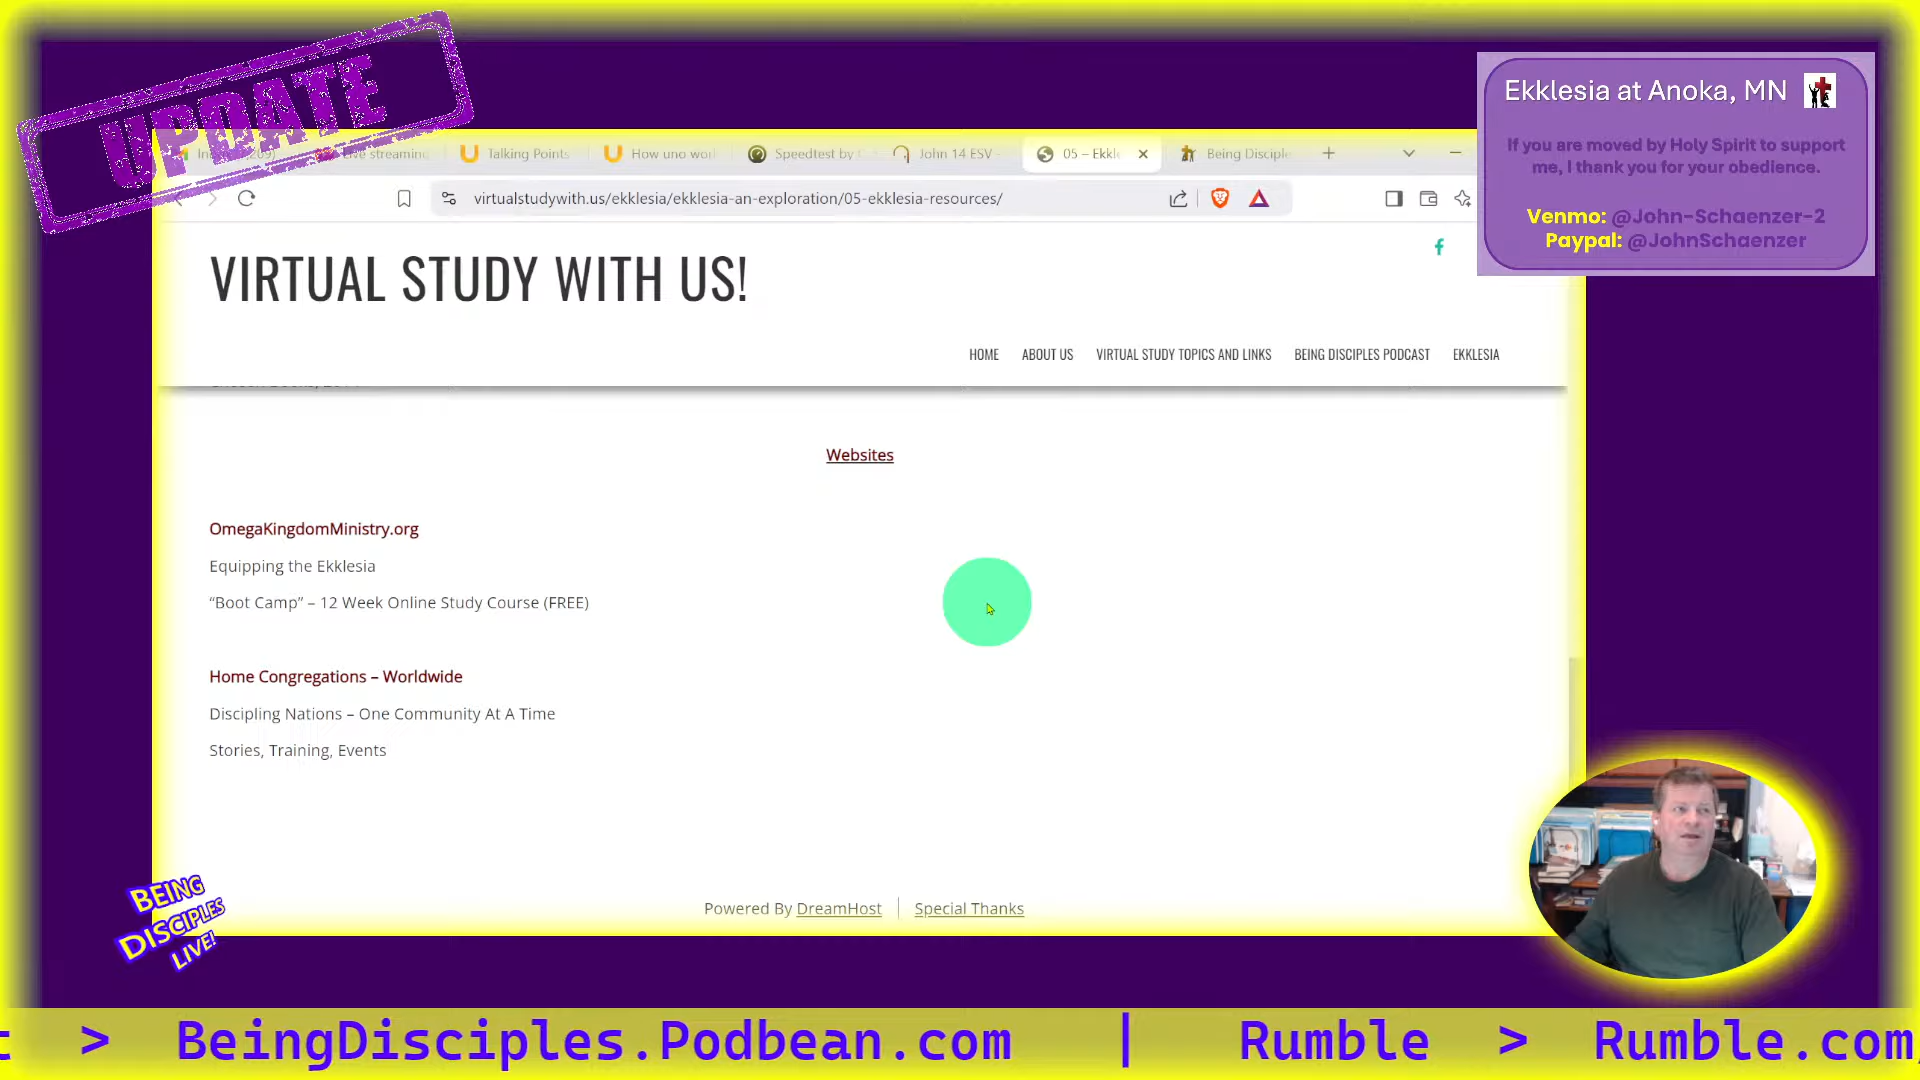 UPDATE
Ekklesia at Anoka, MN
If you are moved by Holy Spirit to support
me, I thank you for your obedience.
Venmo: @John-Schaenzer-2
Paypal: @JohnSchaenzer
Live streaming
Talking Points
How uno wor
Speedtest by
John 14 ESV -
05 – Ekkl
Being Disciple
virtualstudywith.us/ekklesia/ekklesia-an-exploration/05-ekklesia-resources/
VIRTUAL STUDY WITH US!
HOME ABOUT US VIRTUAL STUDY TOPICS AND LINKS BEING DISCIPLES PODCAST EKKLESIA
Websites
OmegaKingdomMinistry.org
Equipping the Ekklesia
“Boot Camp” – 12 Week Online Study Course (FREE)
Home Congregations – Worldwide
Discipling Nations – One Community At A Time
Stories, Training, Events
Powered By DreamHost | Special Thanks
BEING
DISCIPLES
LIVE!
> BeingDisciples.Podbean.com | Rumble > Rumble.com